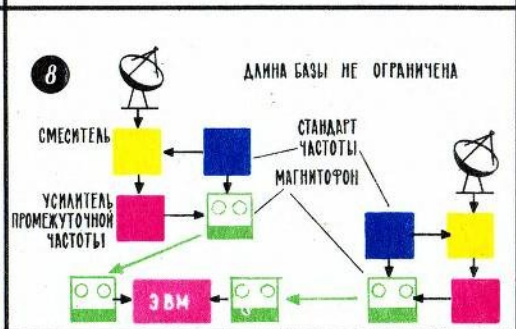 8
ДЛИНА БАЗЫ НЕ ОГРАНИЧЕНА
СМЕСИТЕЛЬ
СТАНДАРТ
ЧАСТОТЫ
МАГНИТОФОН
УСИЛИТЕЛЬ
ПРОМЕЖУТОЧНОЙ
ЧАСТОТЫ
ЭВМ